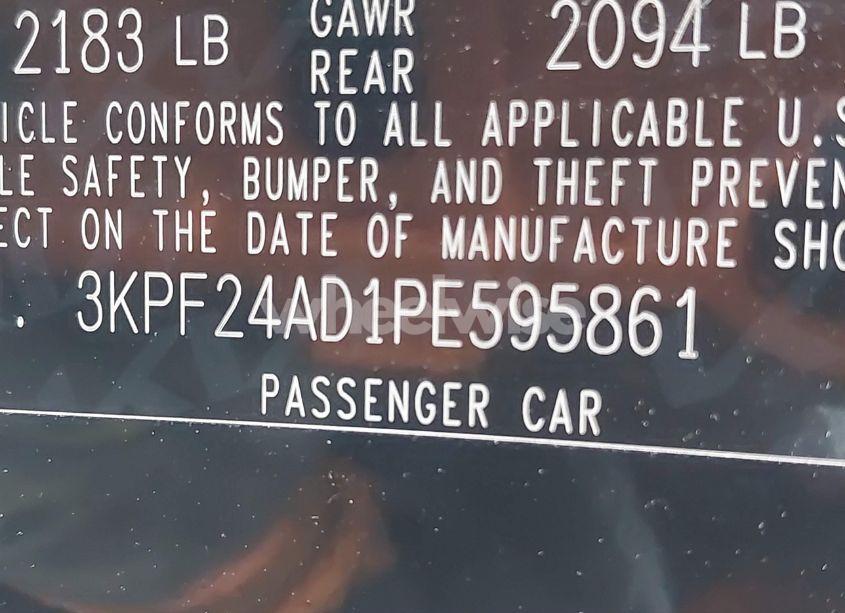 2183 LB GAWR 2094 LB
REAR
ICLE CONFORMS TO ALL APPLICABLE U.S
LE SAFETY, BUMPER, AND THEFT PREVEN
ECT ON THE DATE OF MANUFACTURE SHO
. 3KPF24AD1PE595861
wheelwise
PASSENGER CAR